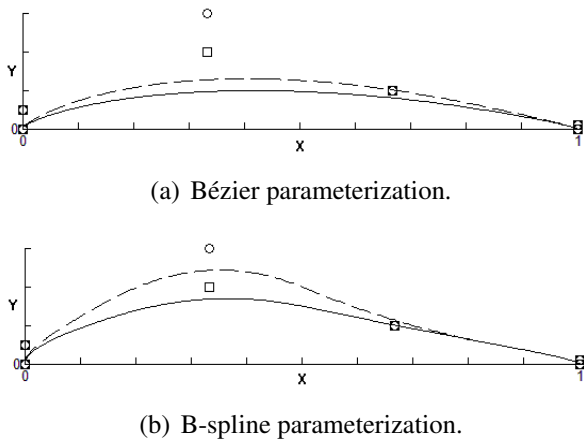 Y
0
0
1
X
(a) Bézier parameterization.
Y
0
0
1
X
(b) B-spline parameterization.